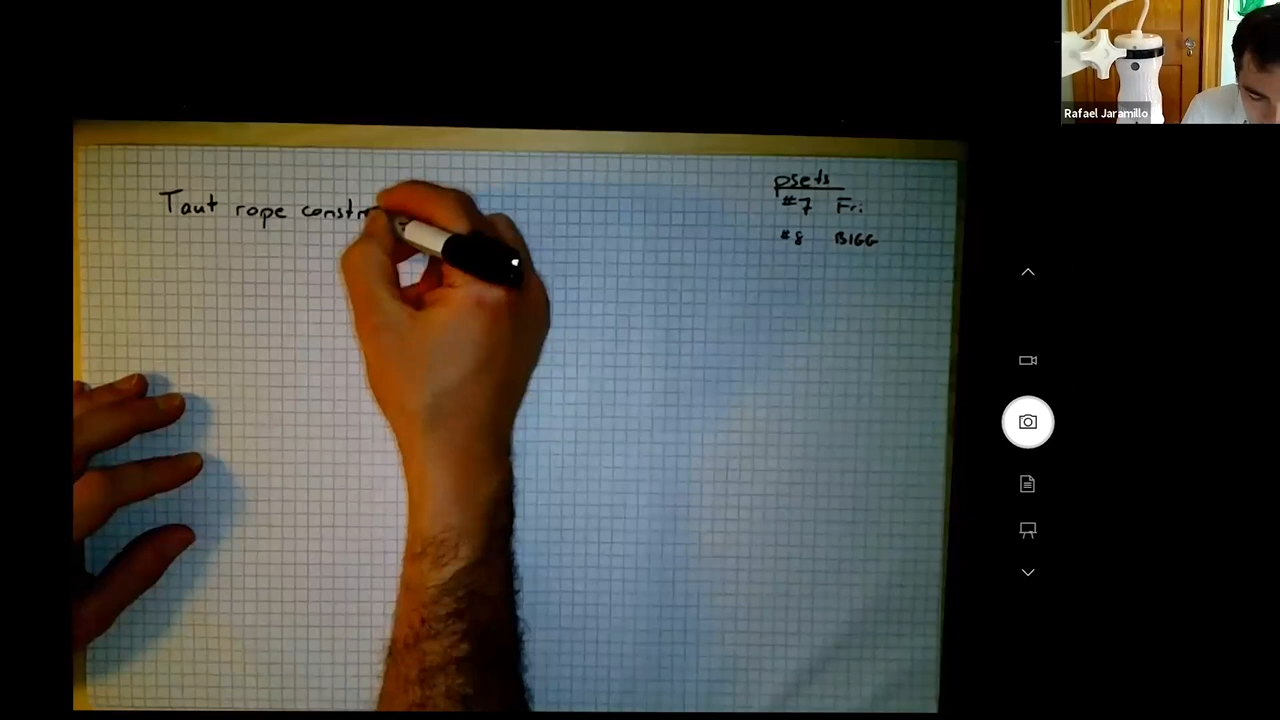 Taut rope constr
psets
#7 Fri
#8 BIGG
Rafael Jaramillo